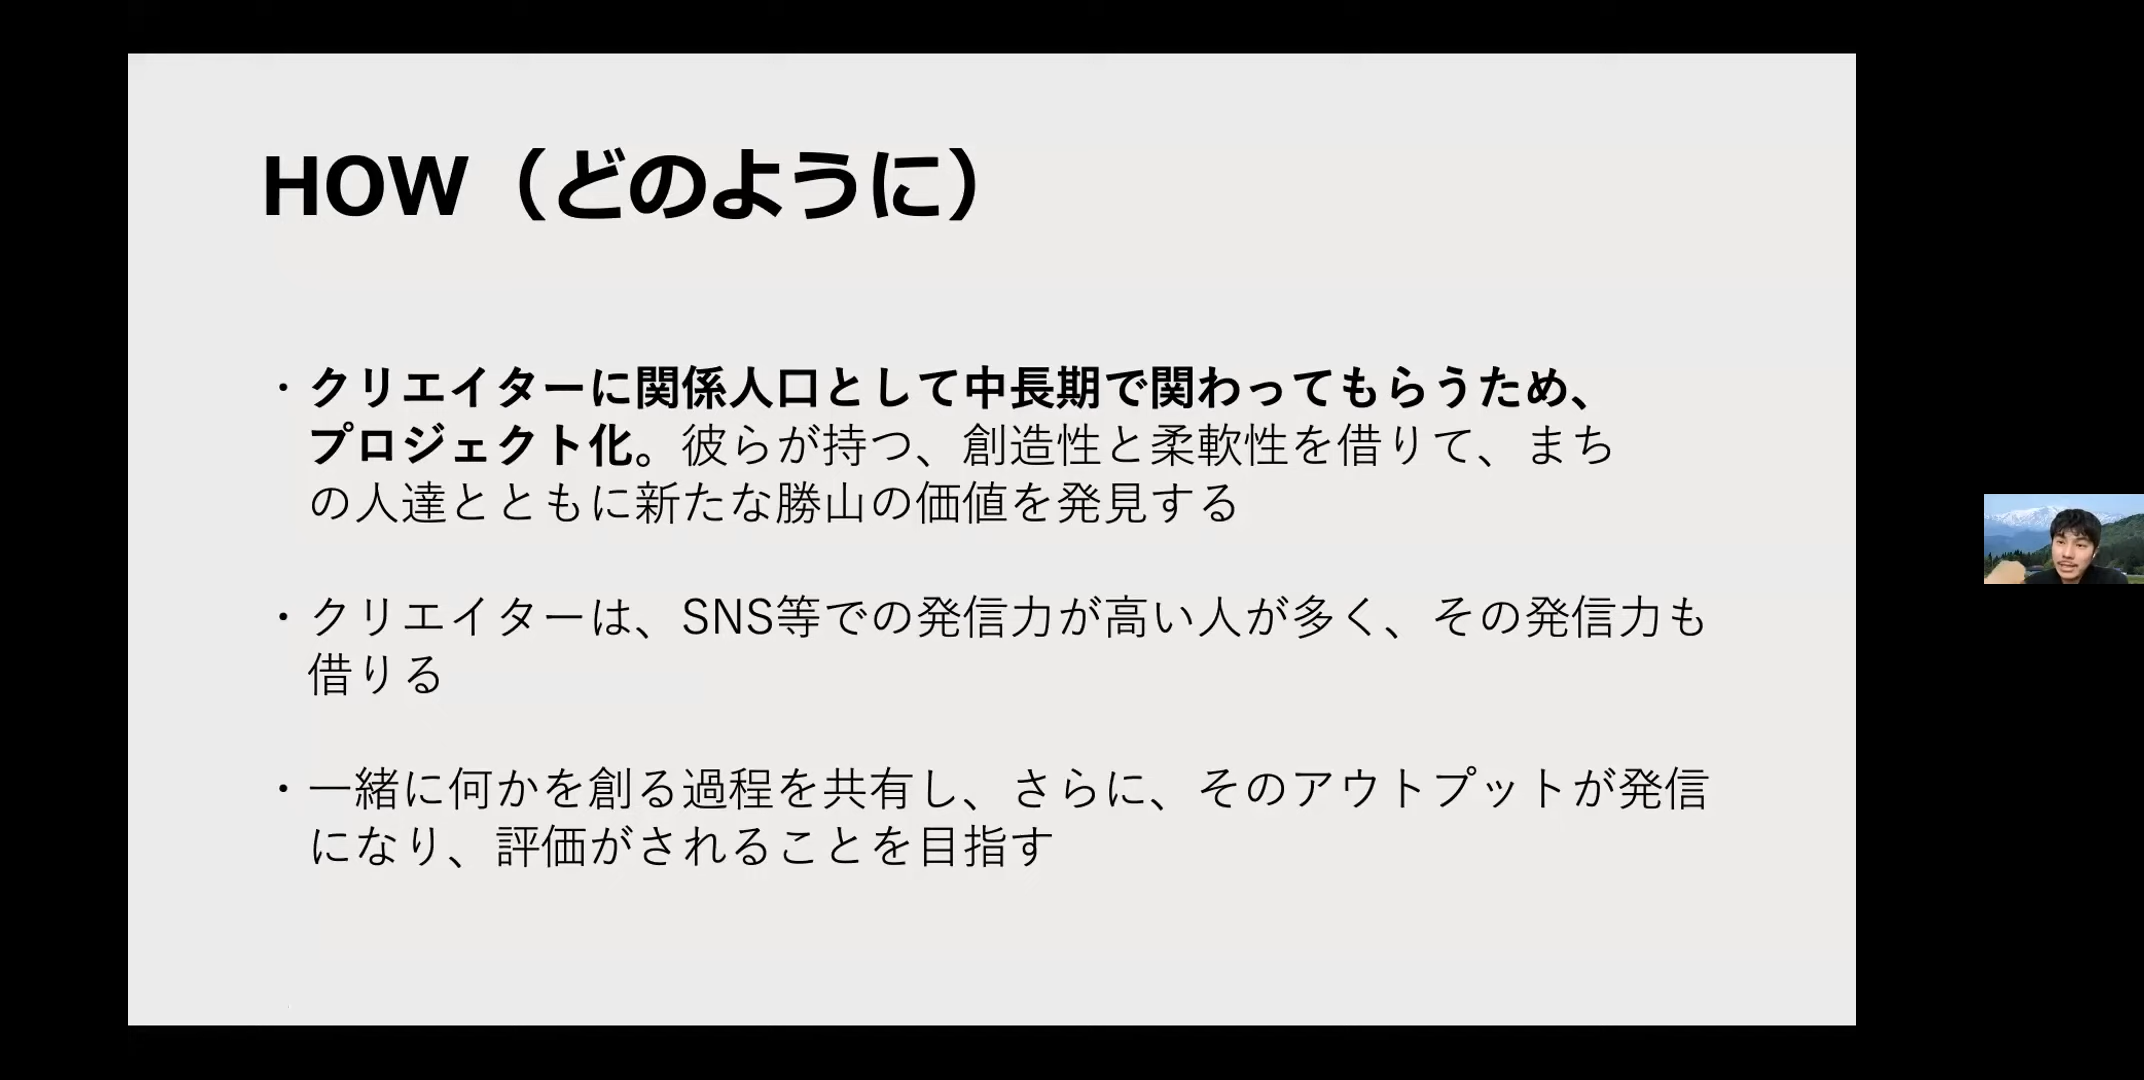 HOW（どのように）
・クリエイターに関係人口として中長期で関わってもらうため、
プロジェクト化。彼らが持つ、創造性と柔軟性を借りて、まち
の人達とともに新たな勝山の価値を発見する
・クリエイターは、SNS等での発信力が高い人が多く、その発信力も
借りる
・一緒に何かを創る過程を共有し、さらに、そのアウトプットが発信
になり、評価がされることを目指す